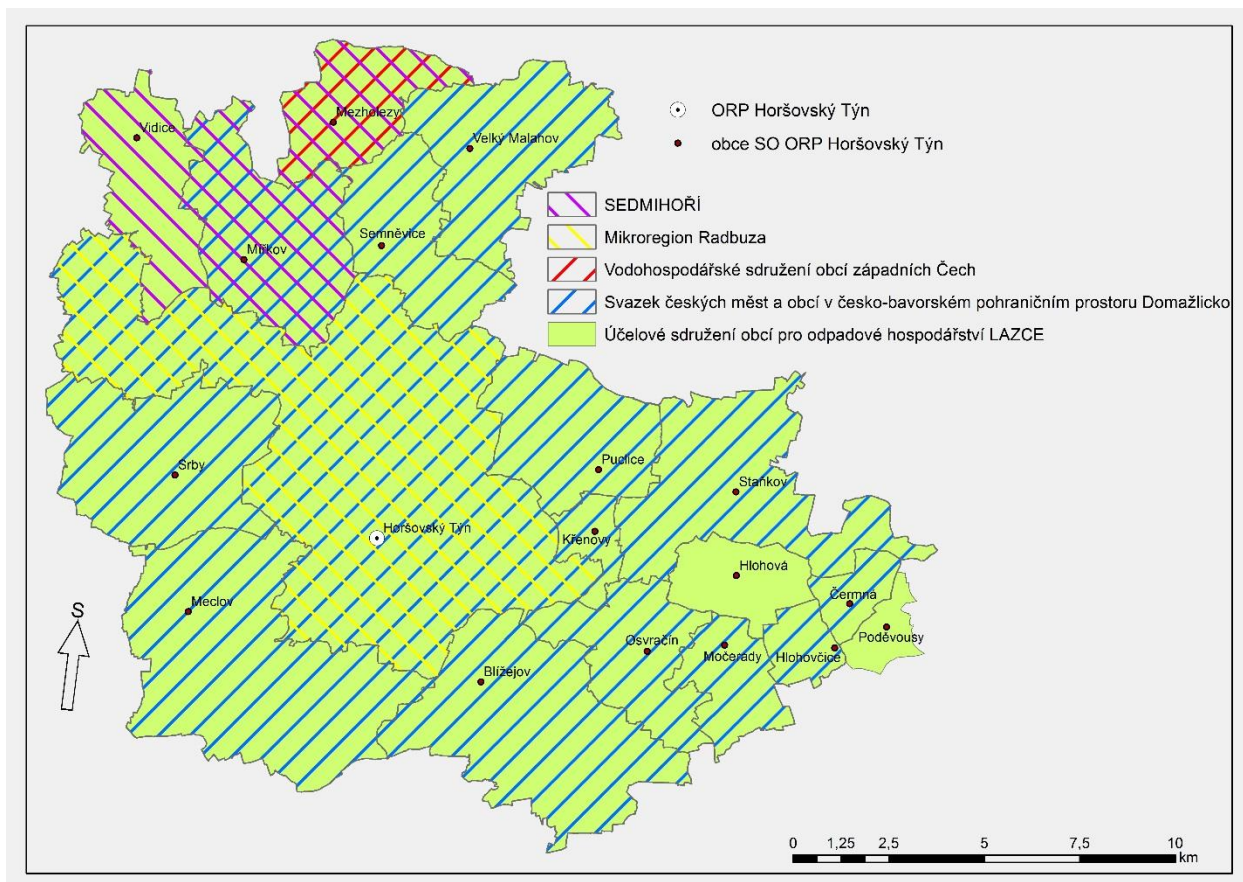 ORP Horšovský Týn
obce SO ORP Horšovský Týn
SEDMIHOŘÍ
Mikroregion Radbuza
Vodohospodářské sdružení obcí západních Čech
Svazek českých měst a obcí v česko-bavorském pohraničním prostoru Domažlicko
Účelové sdružení obcí pro odpadové hospodářství LAZCE
Mezholezy
Vidice
Velký Malahov
Semněvice
Mířkov
Srby
Puclice
Staňkov
Horšovský Týn
Křenovy
Hlohová
Čermná
Meclov
Poděvousy
Osvračín
Močerady
Hlohovčice
Blížejov
S
0 1,25 2,5 5 7,5 10
km